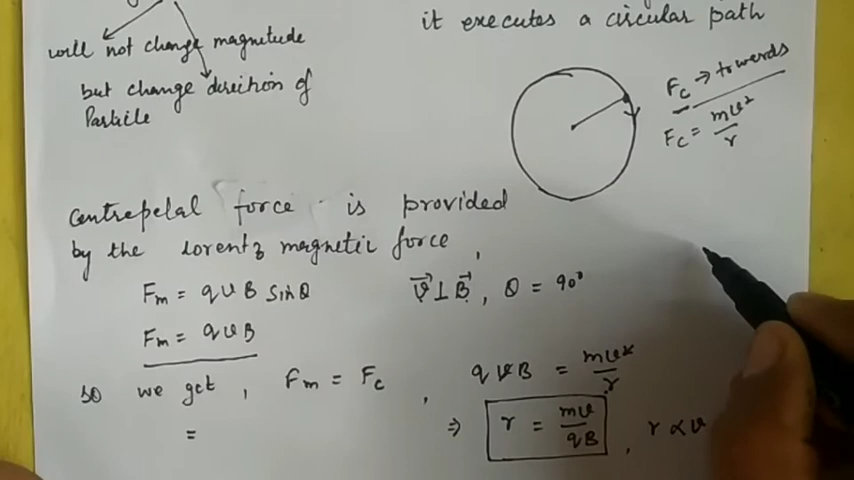 it executes a circular path
will not change magnitude
but change direction of
Particle
Fc → towards
Fc = mv²/r
Centrepelal force is provided
by the Lorentz magnetic force,
Fm = qvB sinθ
v⃗ ⊥ B⃗, θ = 90°
Fm = qvB
so we get, Fm = Fc, qvB = mv²/r
=
⇒ r = mv/qB, r ∝ v